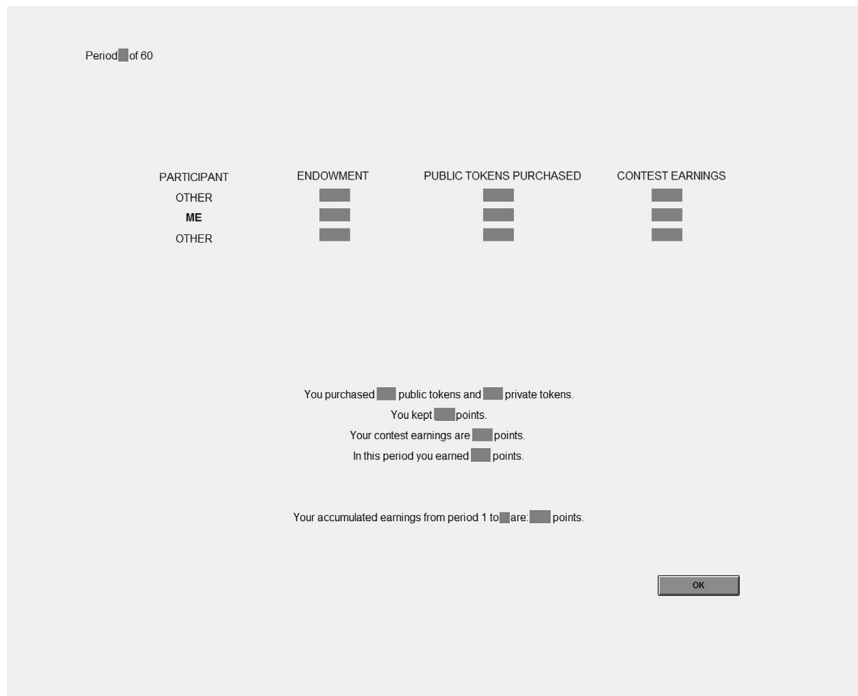 Period of 60
PARTICIPANT ENDOWMENT PUBLIC TOKENS PURCHASED CONTEST EARNINGS
OTHER
ME
OTHER
You purchased public tokens and private tokens.
You kept points.
Your contest earnings are points.
In this period you earned points.
Your accumulated earnings from period 1 to are: points.
OK